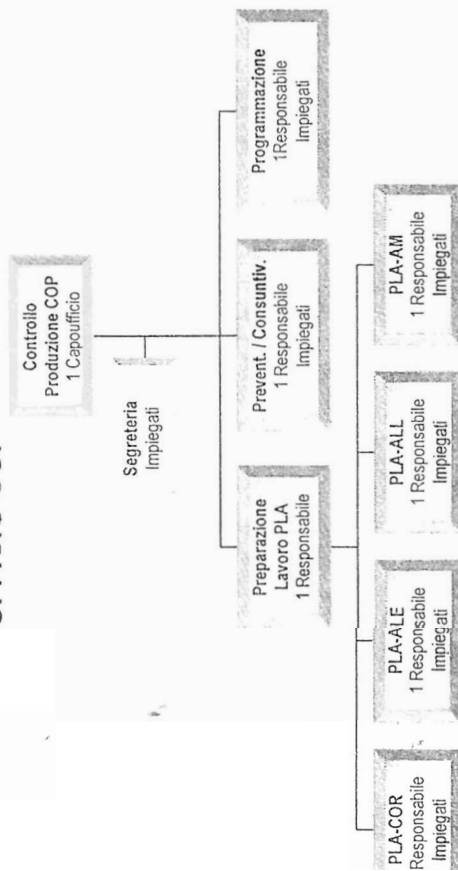 Controllo
Produzione COP
1 Capoufficio
Segreteria
Impiegati
Preparazione
Lavoro PLA
1 Responsabile
Prevent. / Consuntiv.
1 Responsabile
Impiegati
Programmazione
1Responsabile
Impiegati
PLA-COR
Responsabile
Impiegati
PLA-ALE
1 Responsabile
Impiegati
PLA-ALL
1 Responsabile
Impiegati
PLA-AM
1 Responsabile
Impiegati